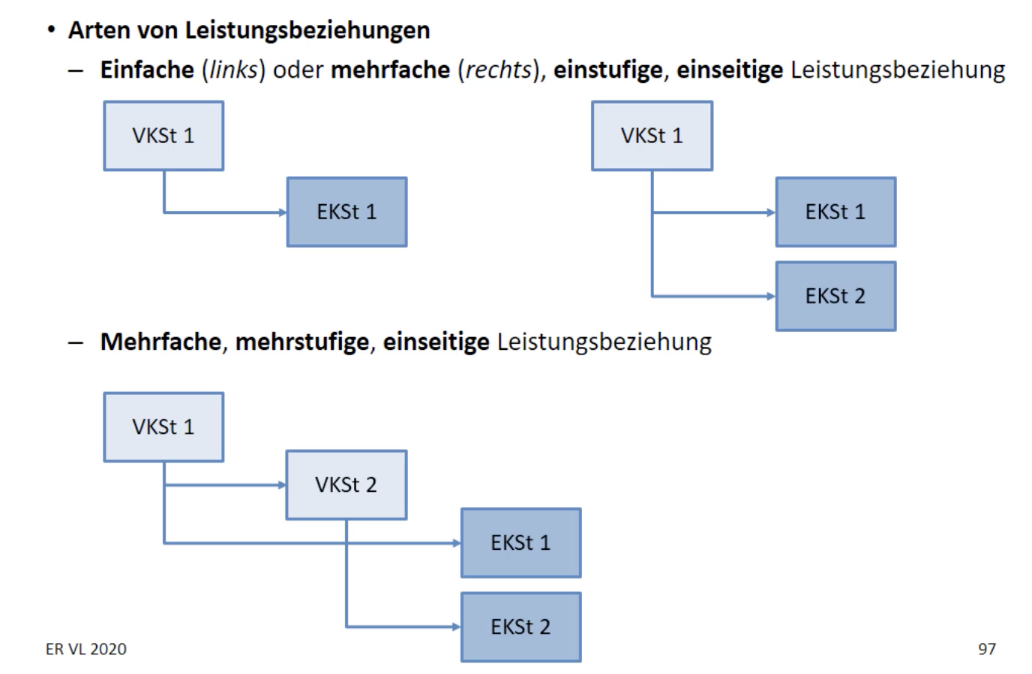 • Arten von Leistungsbeziehungen
– Einfache (links) oder mehrfache (rechts), einstufige, einseitige Leistungsbeziehung
VKSt 1
EKSt 1
VKSt 1
EKSt 1
EKSt 2
– Mehrfache, mehrstufige, einseitige Leistungsbeziehung
VKSt 1
VKSt 2
EKSt 1
EKSt 2
ER VL 2020
97